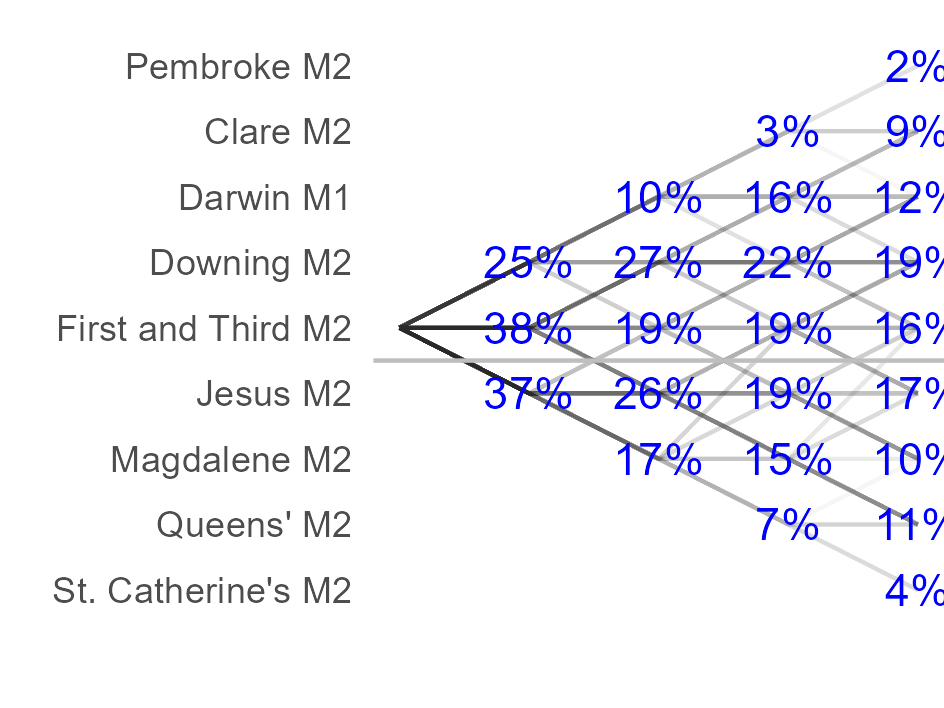 Pembroke M2 2%
Clare M2 3% 9%
Darwin M1 10% 16% 12%
Downing M2 25% 27% 22% 19%
First and Third M2 38% 19% 19% 16%
Jesus M2 37% 26% 19% 17%
Magdalene M2 17% 15% 10%
Queens' M2 7% 11%
St. Catherine's M2 4%